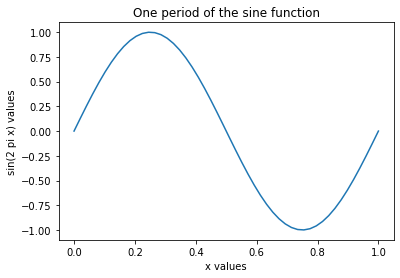 One period of the sine function
1.00
0.75
0.50
0.25
0.00
−0.25
−0.50
−0.75
−1.00
sin(2 pi x) values
0.0 0.2 0.4 0.6 0.8 1.0
x values